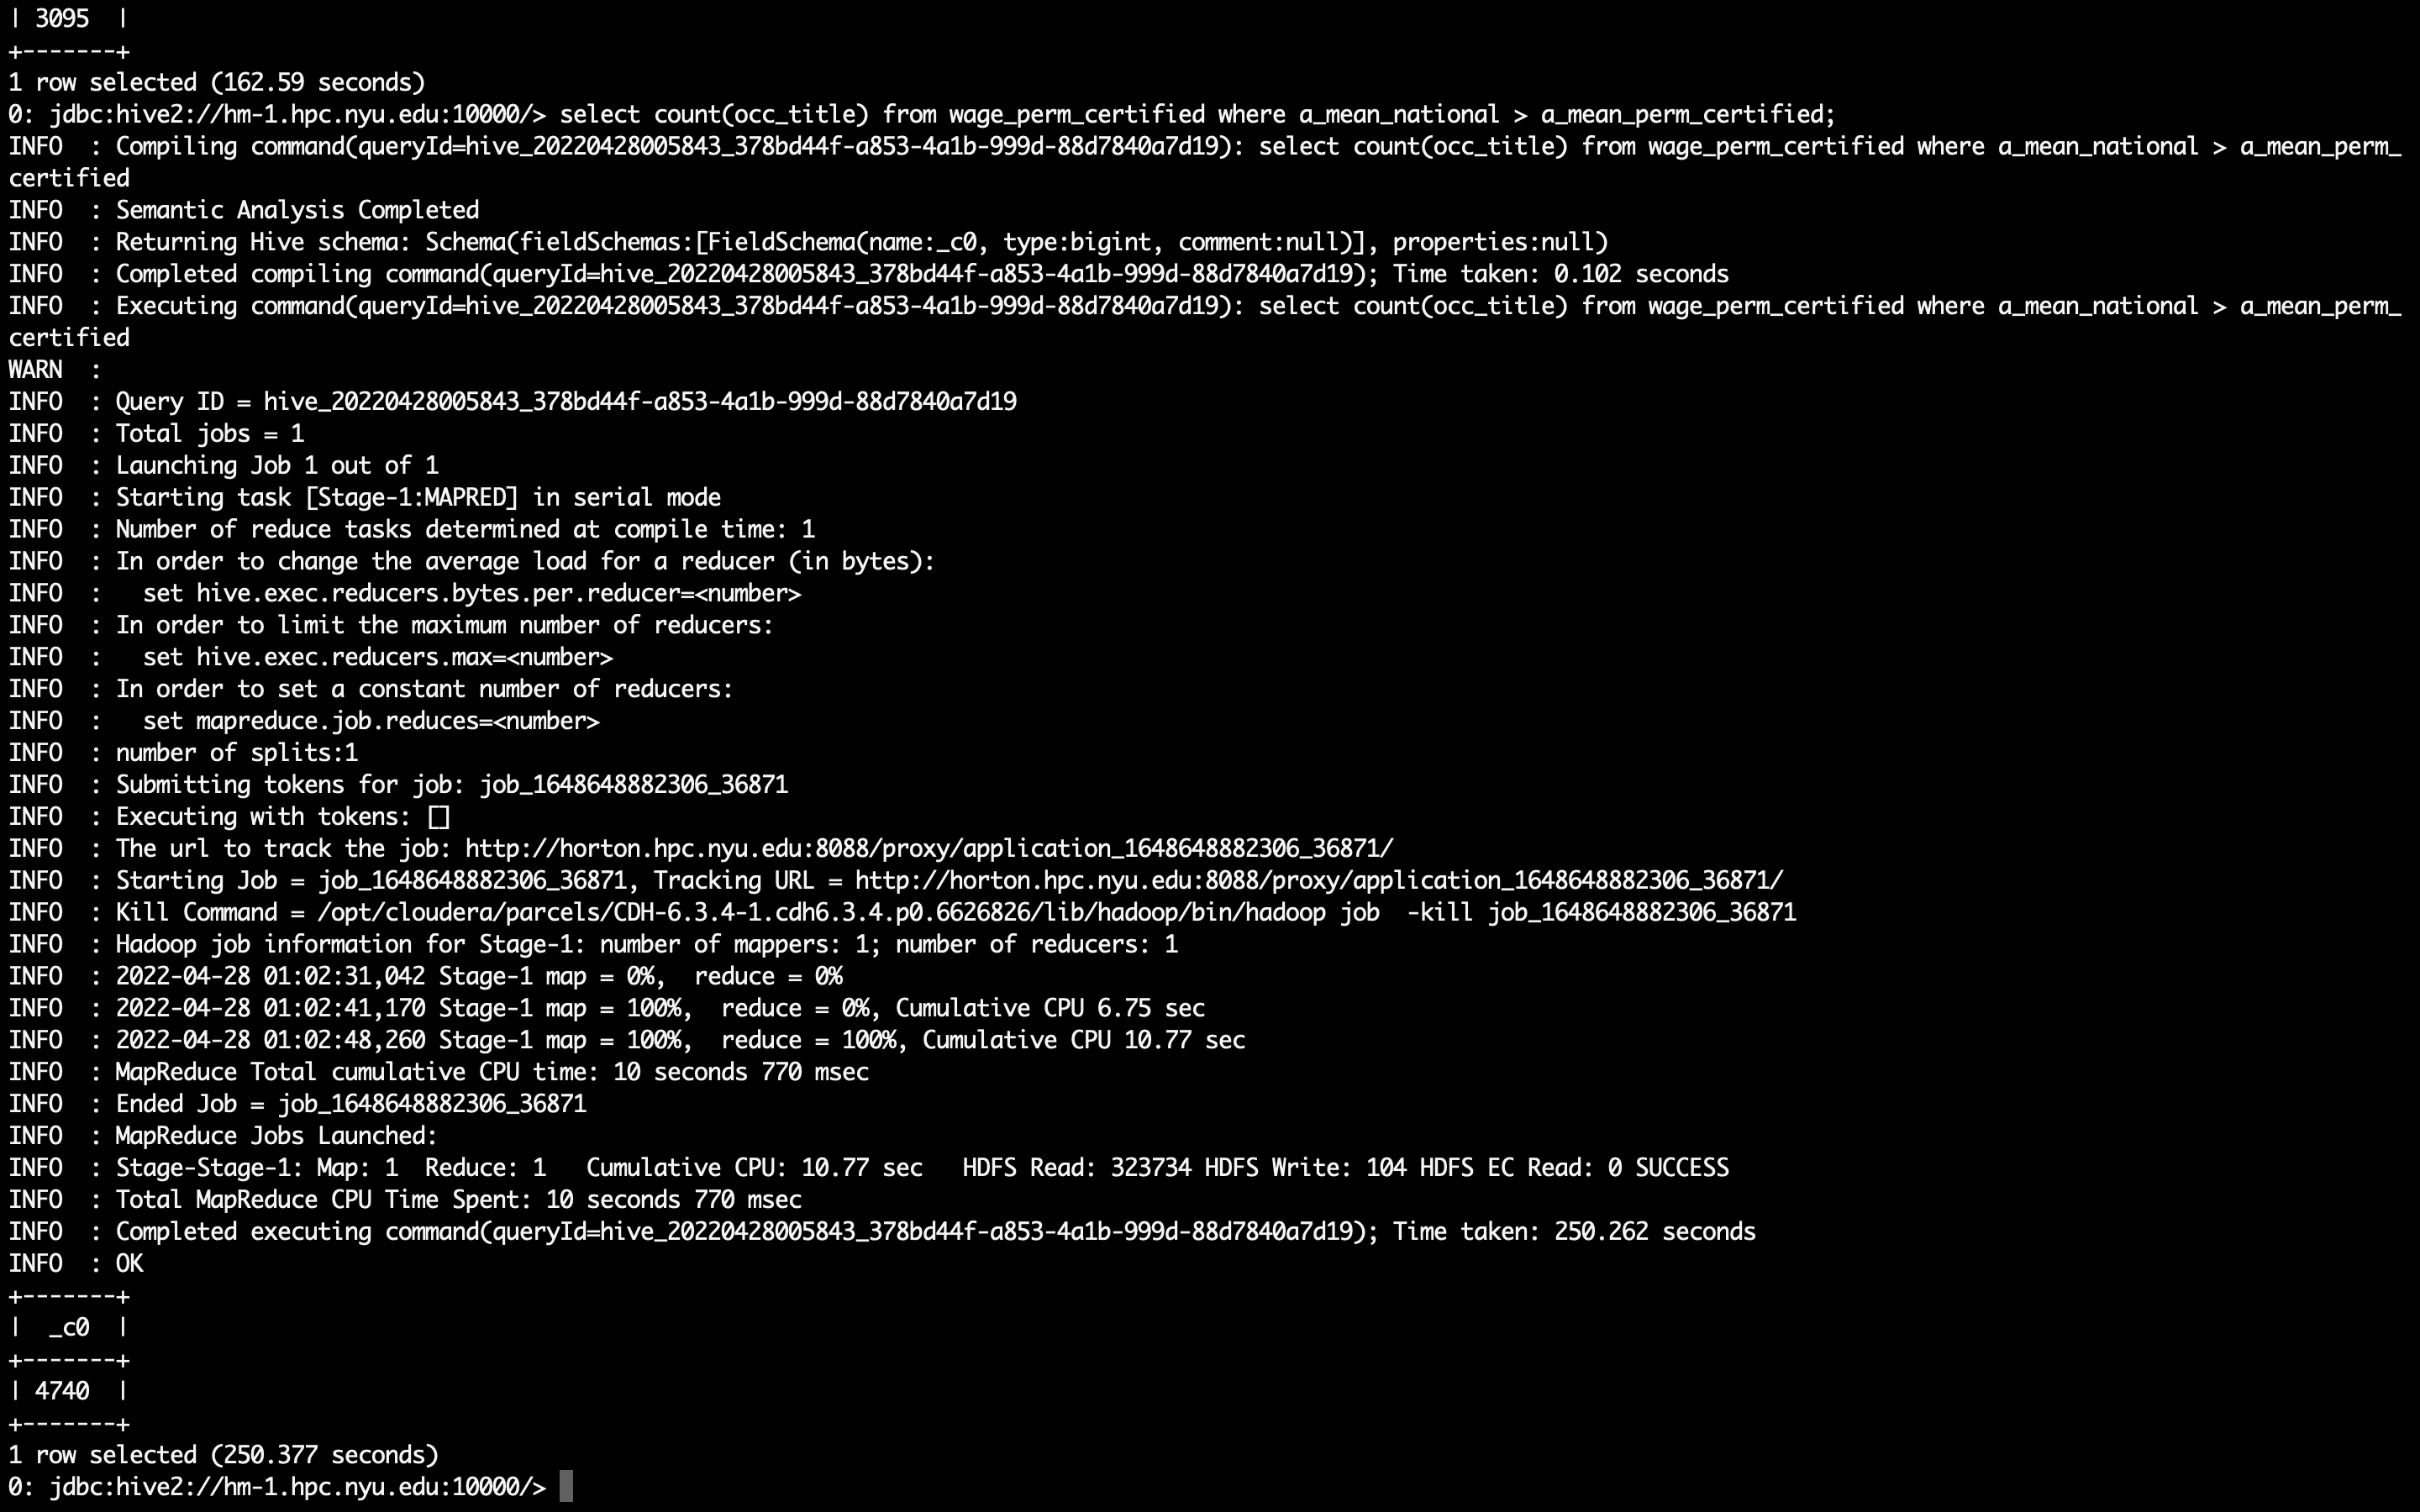 | 3095  |
+-------+
1 row selected (162.59 seconds)
0: jdbc:hive2://hm-1.hpc.nyu.edu:10000/> select count(occ_title) from wage_perm_certified where a_mean_national > a_mean_perm_certified;
INFO  : Compiling command(queryId=hive_20220428005843_378bd44f-a853-4a1b-999d-88d7840a7d19): select count(occ_title) from wage_perm_certified where a_mean_national > a_mean_perm_
certified
INFO  : Semantic Analysis Completed
INFO  : Returning Hive schema: Schema(fieldSchemas:[FieldSchema(name:_c0, type:bigint, comment:null)], properties:null)
INFO  : Completed compiling command(queryId=hive_20220428005843_378bd44f-a853-4a1b-999d-88d7840a7d19); Time taken: 0.102 seconds
INFO  : Executing command(queryId=hive_20220428005843_378bd44f-a853-4a1b-999d-88d7840a7d19): select count(occ_title) from wage_perm_certified where a_mean_national > a_mean_perm_
certified
WARN  :
INFO  : Query ID = hive_20220428005843_378bd44f-a853-4a1b-999d-88d7840a7d19
INFO  : Total jobs = 1
INFO  : Launching Job 1 out of 1
INFO  : Starting task [Stage-1:MAPRED] in serial mode
INFO  : Number of reduce tasks determined at compile time: 1
INFO  : In order to change the average load for a reducer (in bytes):
INFO  :   set hive.exec.reducers.bytes.per.reducer=<number>
INFO  : In order to limit the maximum number of reducers:
INFO  :   set hive.exec.reducers.max=<number>
INFO  : In order to set a constant number of reducers:
INFO  :   set mapreduce.job.reduces=<number>
INFO  : number of splits:1
INFO  : Submitting tokens for job: job_1648648882306_36871
INFO  : Executing with tokens: []
INFO  : The url to track the job: http://horton.hpc.nyu.edu:8088/proxy/application_1648648882306_36871/
INFO  : Starting Job = job_1648648882306_36871, Tracking URL = http://horton.hpc.nyu.edu:8088/proxy/application_1648648882306_36871/
INFO  : Kill Command = /opt/cloudera/parcels/CDH-6.3.4-1.cdh6.3.4.p0.6626826/lib/hadoop/bin/hadoop job  -kill job_1648648882306_36871
INFO  : Hadoop job information for Stage-1: number of mappers: 1; number of reducers: 1
INFO  : 2022-04-28 01:02:31,042 Stage-1 map = 0%,  reduce = 0%
INFO  : 2022-04-28 01:02:41,170 Stage-1 map = 100%,  reduce = 0%, Cumulative CPU 6.75 sec
INFO  : 2022-04-28 01:02:48,260 Stage-1 map = 100%,  reduce = 100%, Cumulative CPU 10.77 sec
INFO  : MapReduce Total cumulative CPU time: 10 seconds 770 msec
INFO  : Ended Job = job_1648648882306_36871
INFO  : MapReduce Jobs Launched:
INFO  : Stage-Stage-1: Map: 1  Reduce: 1   Cumulative CPU: 10.77 sec   HDFS Read: 323734 HDFS Write: 104 HDFS EC Read: 0 SUCCESS
INFO  : Total MapReduce CPU Time Spent: 10 seconds 770 msec
INFO  : Completed executing command(queryId=hive_20220428005843_378bd44f-a853-4a1b-999d-88d7840a7d19); Time taken: 250.262 seconds
INFO  : OK
+-------+
|  _c0  |
+-------+
| 4740  |
+-------+
1 row selected (250.377 seconds)
0: jdbc:hive2://hm-1.hpc.nyu.edu:10000/>